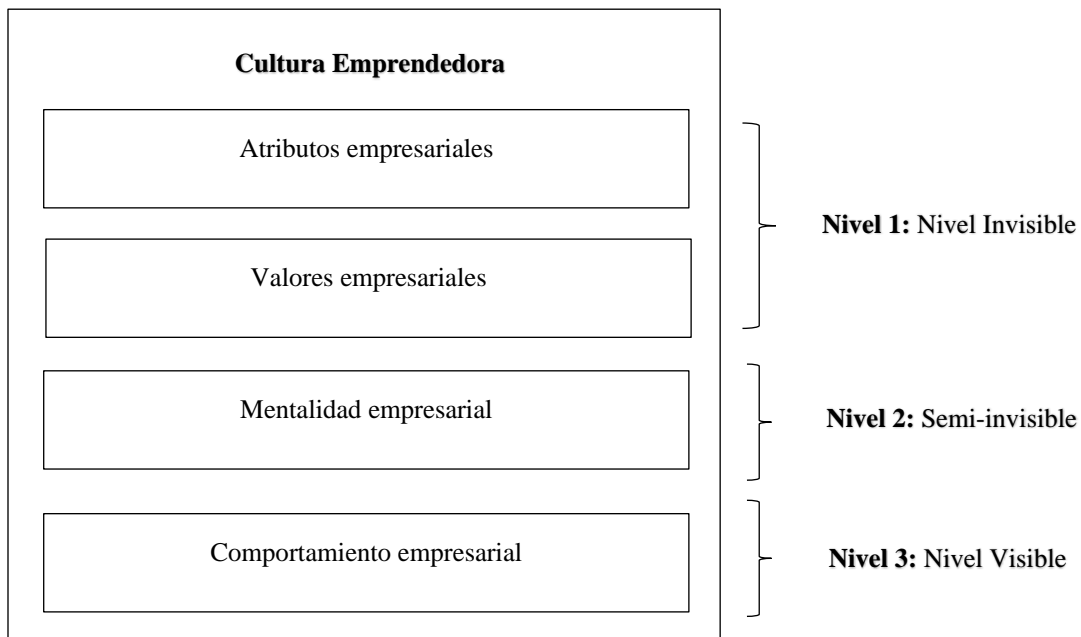 Cultura Emprendedora
Atributos empresariales
Valores empresariales
Nivel 1: Nivel Invisible
Mentalidad empresarial
Nivel 2: Semi-invisible
Comportamiento empresarial
Nivel 3: Nivel Visible